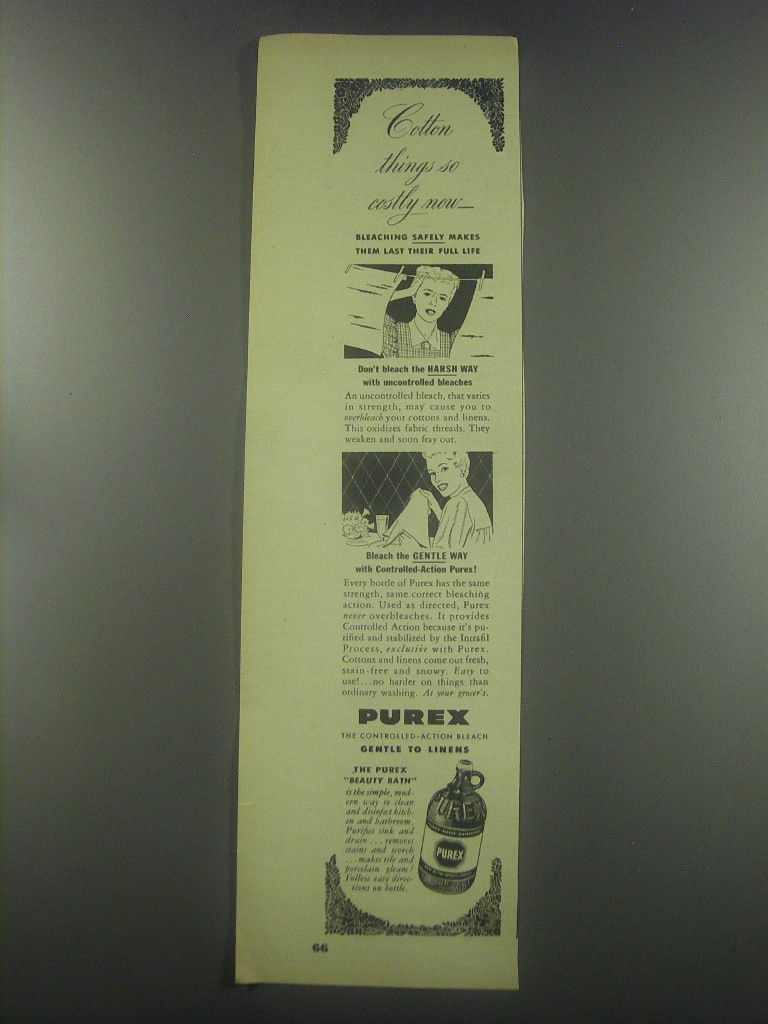 Cotton
things so
costly now—
BLEACHING SAFELY MAKES
THEM LAST THEIR FULL LIFE
Don't bleach the HARSH WAY
with uncontrolled bleaches
An uncontrolled bleach, that varies
in strength, may cause you to
overbleach your cottons and linens.
This oxidizes fabric threads. They
weaken and soon fray out.
Bleach the GENTLE WAY
with Controlled-Action Purex!
Every bottle of Purex has the same
strength, same correct bleaching
action. Used as directed, Purex
never overbleaches. It provides
Controlled Action because it's pu-
rified and stabilized by the Intrafil
Process, exclusive with Purex.
Cottons and linens come out fresh,
stain-free and snowy. Easy to
use!...no harder on things than
ordinary washing. At your grocer's.
PUREX
THE CONTROLLED-ACTION BLEACH
GENTLE TO LINENS
THE PUREX
"BEAUTY BATH"
is the simple, mod-
ern way to clean
and disinfect kitch-
en and bathroom.
Purifies sink and
drain ... removes
stains and scorch
... makes tile and
porcelain gleam!
Follow easy direc-
tions on bottle.
PUREX
PUREX
66